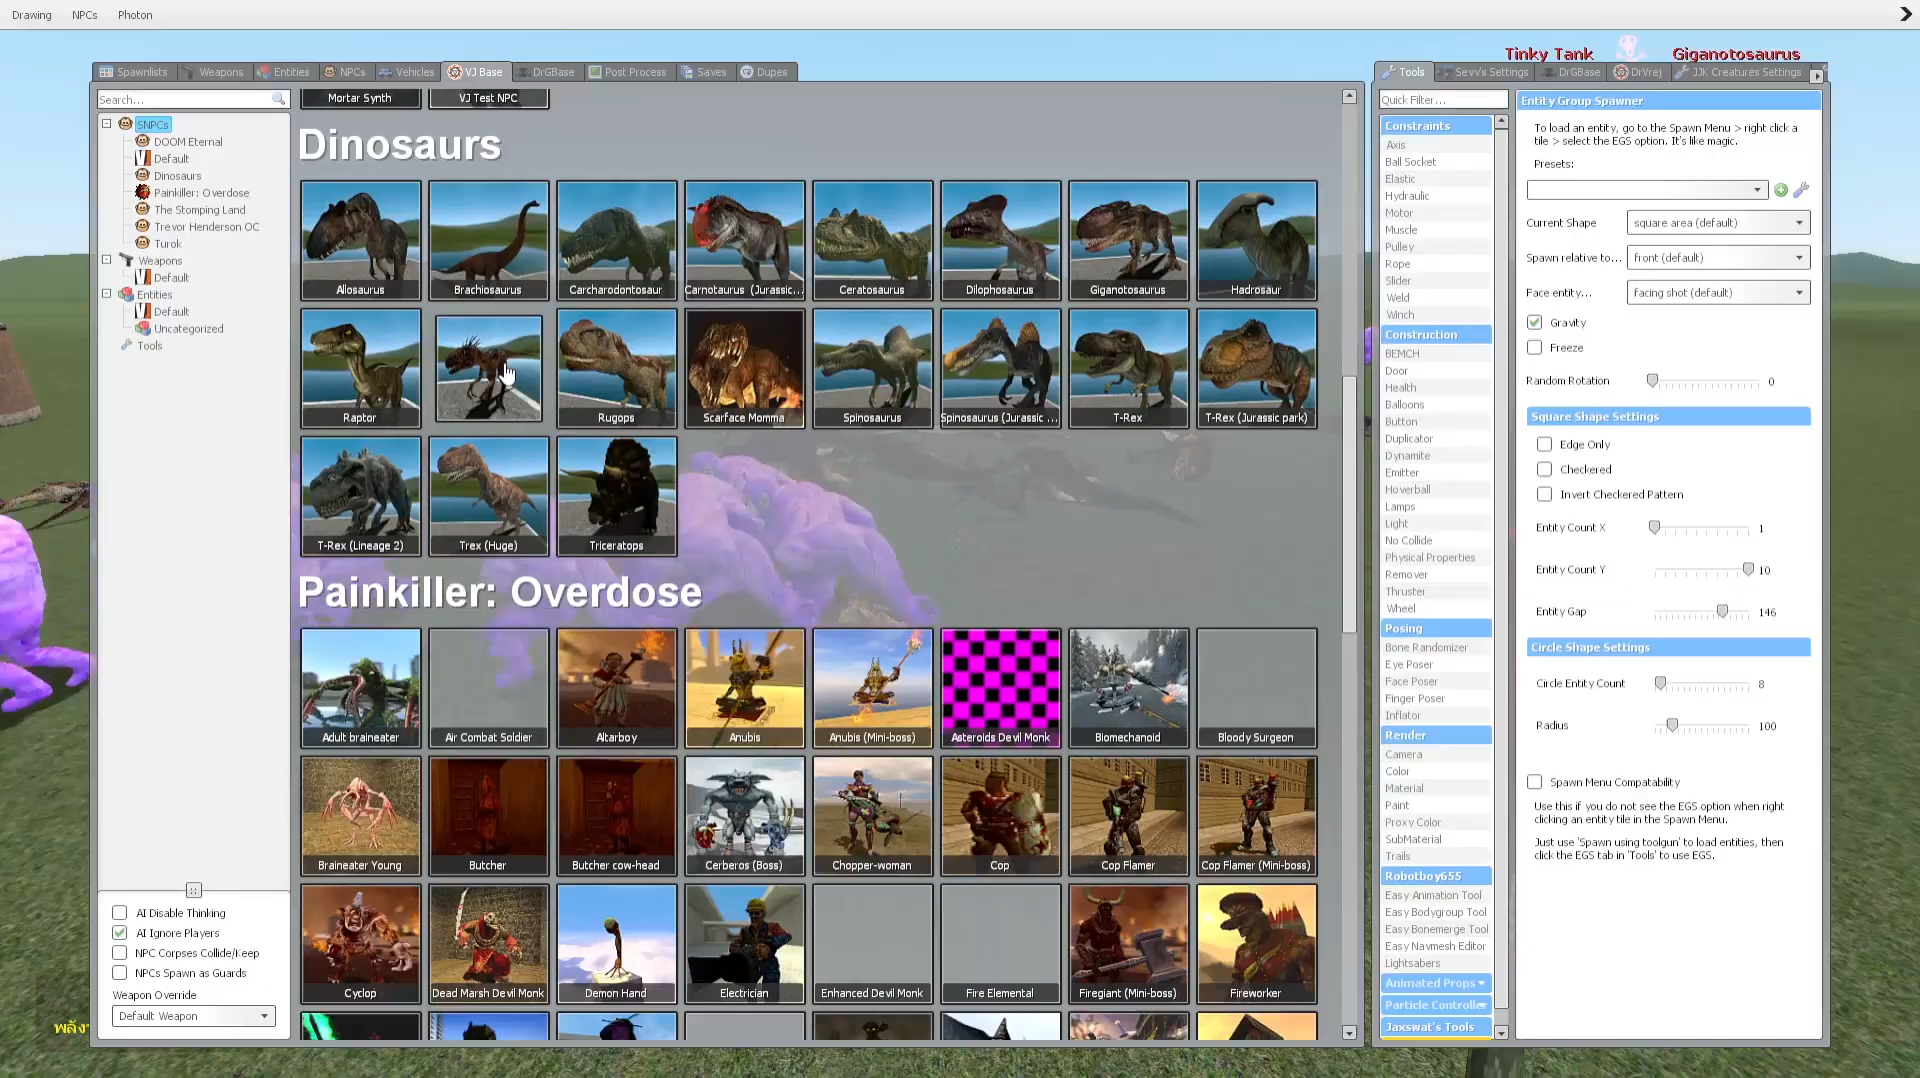 Drawing NPCs Photon
Tinky Tank Giganotosaurus
Spawnlists Weapons Entities NPCs Vehicles VJ Base DrGBase Post Process Saves Dupes
Search...
SNPCs
DOOM Eternal
Default
Dinosaurs
Painkiller: Overdose
The Stomping Land
Trevor Henderson OC
Turok
Weapons
Default
Entities
Default
Uncategorized
Tools
AI Disable Thinking
AI Ignore Players
NPC Corpses Collide/Keep
NPCs Spawn as Guards
Weapon Override
Default Weapon
Mortar Synth VJ Test NPC
Dinosaurs
Allosaurus Brachiosaurus Carcharodontosaur Carnotaurus (Jurassic... Ceratosaurus Dilophosaurus Giganotosaurus Hadrosaur
Raptor Rugops Scarface Momma Spinosaurus Spinosaurus (Jurassic ... T-Rex T-Rex (Jurassic park)
T-Rex (Lineage 2) Trex (Huge) Triceratops
Painkiller: Overdose
Adult braineater Air Combat Soldier Altarboy Anubis Anubis (Mini-boss) Asteroids Devil Monk Biomechanoid Bloody Surgeon
Braineater Young Butcher Butcher cow-head Cerberos (Boss) Chopper-woman Cop Cop Flamer Cop Flamer (Mini-boss)
Cyclop Dead Marsh Devil Monk Demon Hand Electrician Enhanced Devil Monk Fire Elemental Firegiant (Mini-boss) Fireworker
Tools Sevv's Settings DrGBase DrVrej JJK Creatures Settings
Quick Filter...
Constraints
Axis
Ball Socket
Elastic
Hydraulic
Motor
Muscle
Pulley
Rope
Slider
Weld
Winch
Construction
BEMCH
Door
Health
Balloons
Button
Duplicator
Dynamite
Emitter
Hoverball
Lamps
Light
No Collide
Physical Properties
Remover
Thruster
Wheel
Posing
Bone Randomizer
Eye Poser
Face Poser
Finger Poser
Inflator
Render
Camera
Color
Material
Paint
Proxy Color
SubMaterial
Trails
Robotboy655
Easy Animation Tool
Easy Bodygroup Tool
Easy Bonemerge Tool
Easy Navmesh Editor
Lightsabers
Animated Props
Particle Controller
Jaxswat's Tools
Entity Group Spawner
To load an entity, go to the Spawn Menu > right click a
tile > select the EGS option. It's like magic.
Presets:
Current Shape square area (default)
Spawn relative to... front (default)
Face entity... facing shot (default)
Gravity
Freeze
Random Rotation 0
Square Shape Settings
Edge Only
Checkered
Invert Checkered Pattern
Entity Count X 1
Entity Count Y 10
Entity Gap 146
Circle Shape Settings
Circle Entity Count 8
Radius 100
Spawn Menu Compatability
Use this if you do not see the EGS option when right
clicking an entity tile in the Spawn Menu.
Just use 'Spawn using toolgun' to load entities, then
click the EGS tab in 'Tools' to use EGS.